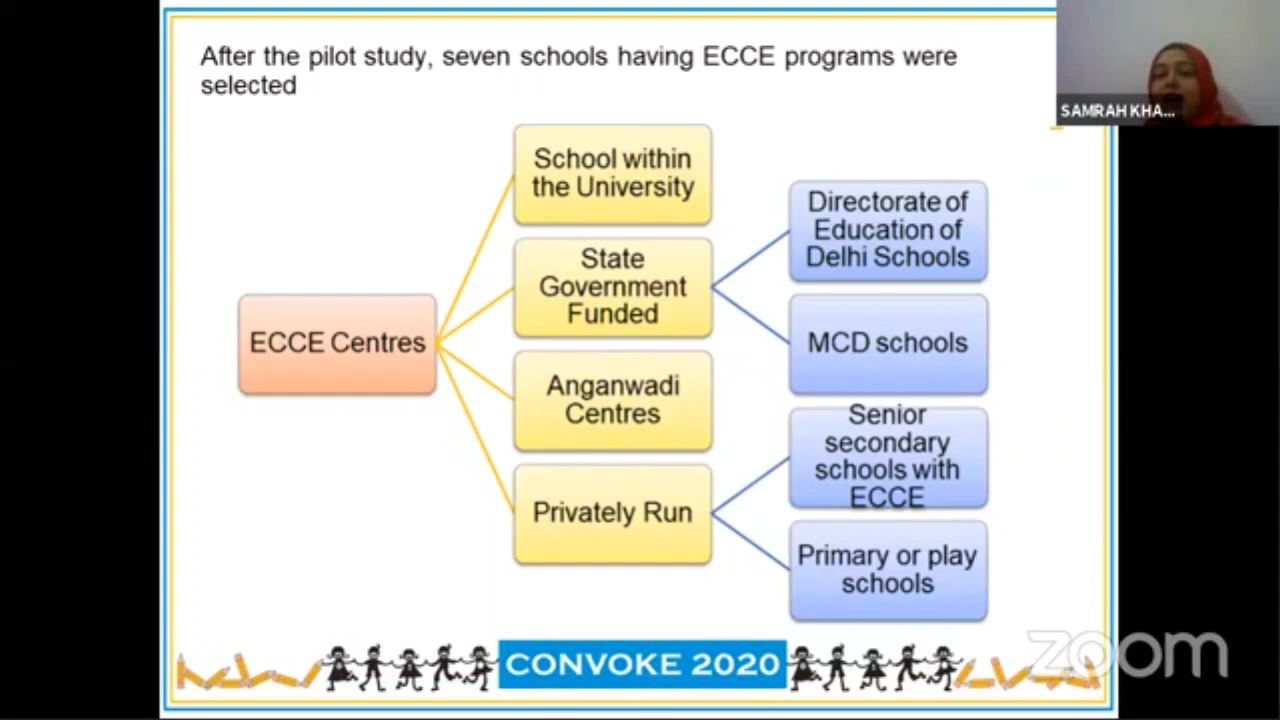 After the pilot study, seven schools having ECCE programs were
selected
SAMRAH KHA...
ECCE Centres
School within
the University
State
Government
Funded
Anganwadi
Centres
Privately Run
Directorate of
Education of
Delhi Schools
MCD schools
Senior
secondary
schools with
ECCE
Primary or play
schools
CONVOKE 2020
zoom